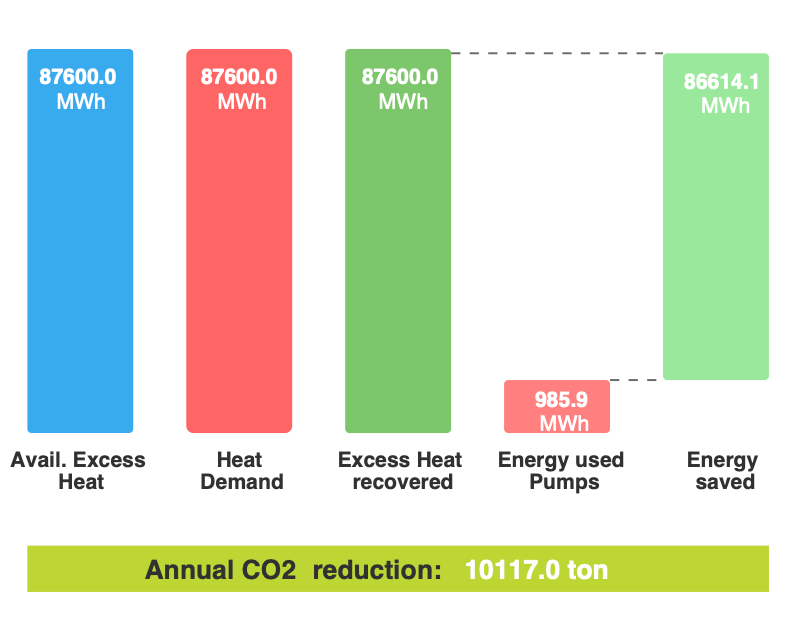 87600.0
MWh
87600.0
MWh
87600.0
MWh
985.9
MWh
86614.1
MWh
Avail. Excess
Heat
Heat
Demand
Excess Heat
recovered
Energy used
Pumps
Energy
saved
Annual CO2 reduction: 10117.0 ton